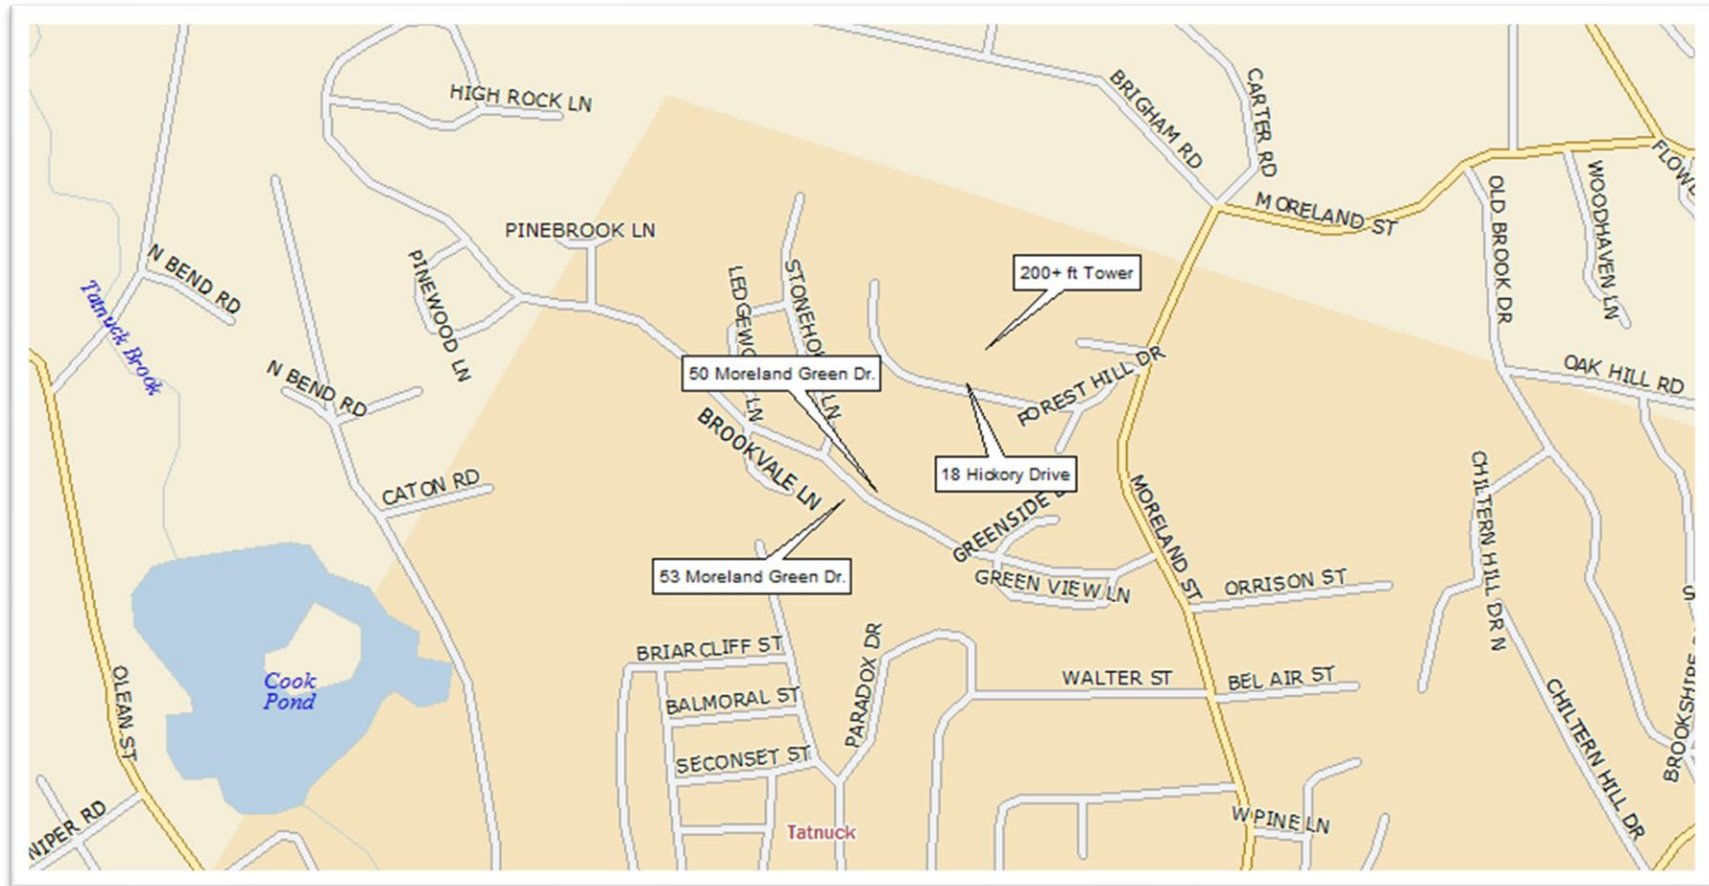 HIGH ROCK LN
BRIGHAM RD
CARTER RD
FLOW
WOODHAVEN LN
OLD BROOK DR
MORELAND ST
PINEBROOK LN
N BEND RD
PINEWOOD LN
200+ ft Tower
Tatnuck Brook
50 Moreland Green Dr.
FOREST HILL DR
OAK HILL RD
N BEND RD
BROOKVALE LN
18 Hickory Drive
CATON RD
GREENSIDE
MORELAND ST
CHILTERN HILL DR N
53 Moreland Green Dr.
GREEN VIEW LN
ORRISON ST
BRIARCLIFF ST
PARADOX DR
WALTER ST
BEL AIR ST
Cook
Pond
OLEAN ST
BALMORAL ST
SECONSET ST
CHILTERN HILL DR
BROOKSHIRE
NIPER RD
Tatnuck
W PINE LN